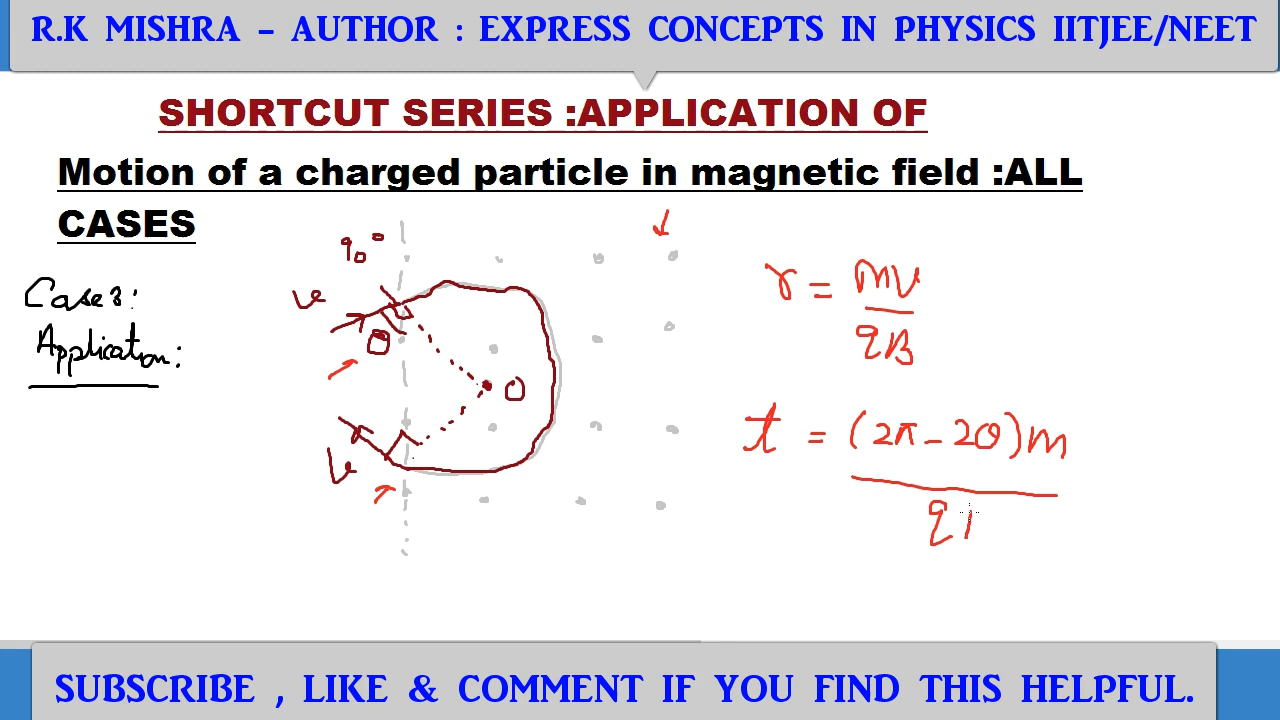 R.K MISHRA – AUTHOR : EXPRESS CONCEPTS IN PHYSICS IITJEE/NEET
SHORTCUT SERIES :APPLICATION OF
Motion of a charged particle in magnetic field :ALL
CASES
Case 3:
Application:
90°
v
θ
O
v
r = mv / qB
t = (2π - 2θ)m / q
SUBSCRIBE , LIKE & COMMENT IF YOU FIND THIS HELPFUL.